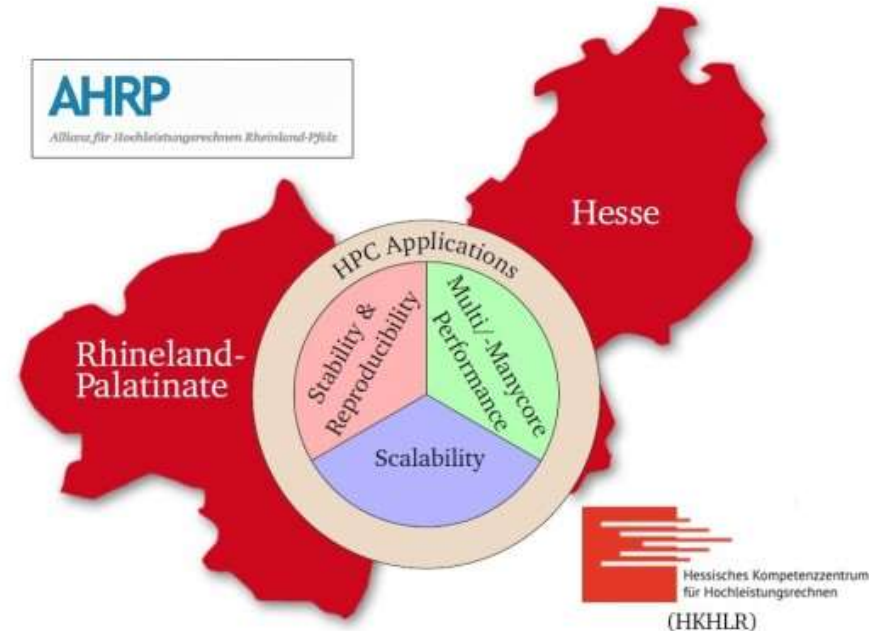 AHRP
Allianz für Hochleistungsrechnen Rheinland-Pfalz
Hesse
HPC Applications
Stability &
Reproducibility
Multi/-Manycore
Performance
Rhineland-
Palatinate
Scalability
Hessisches Kompetenzzentrum
für Hochleistungsrechnen
(HKHLR)